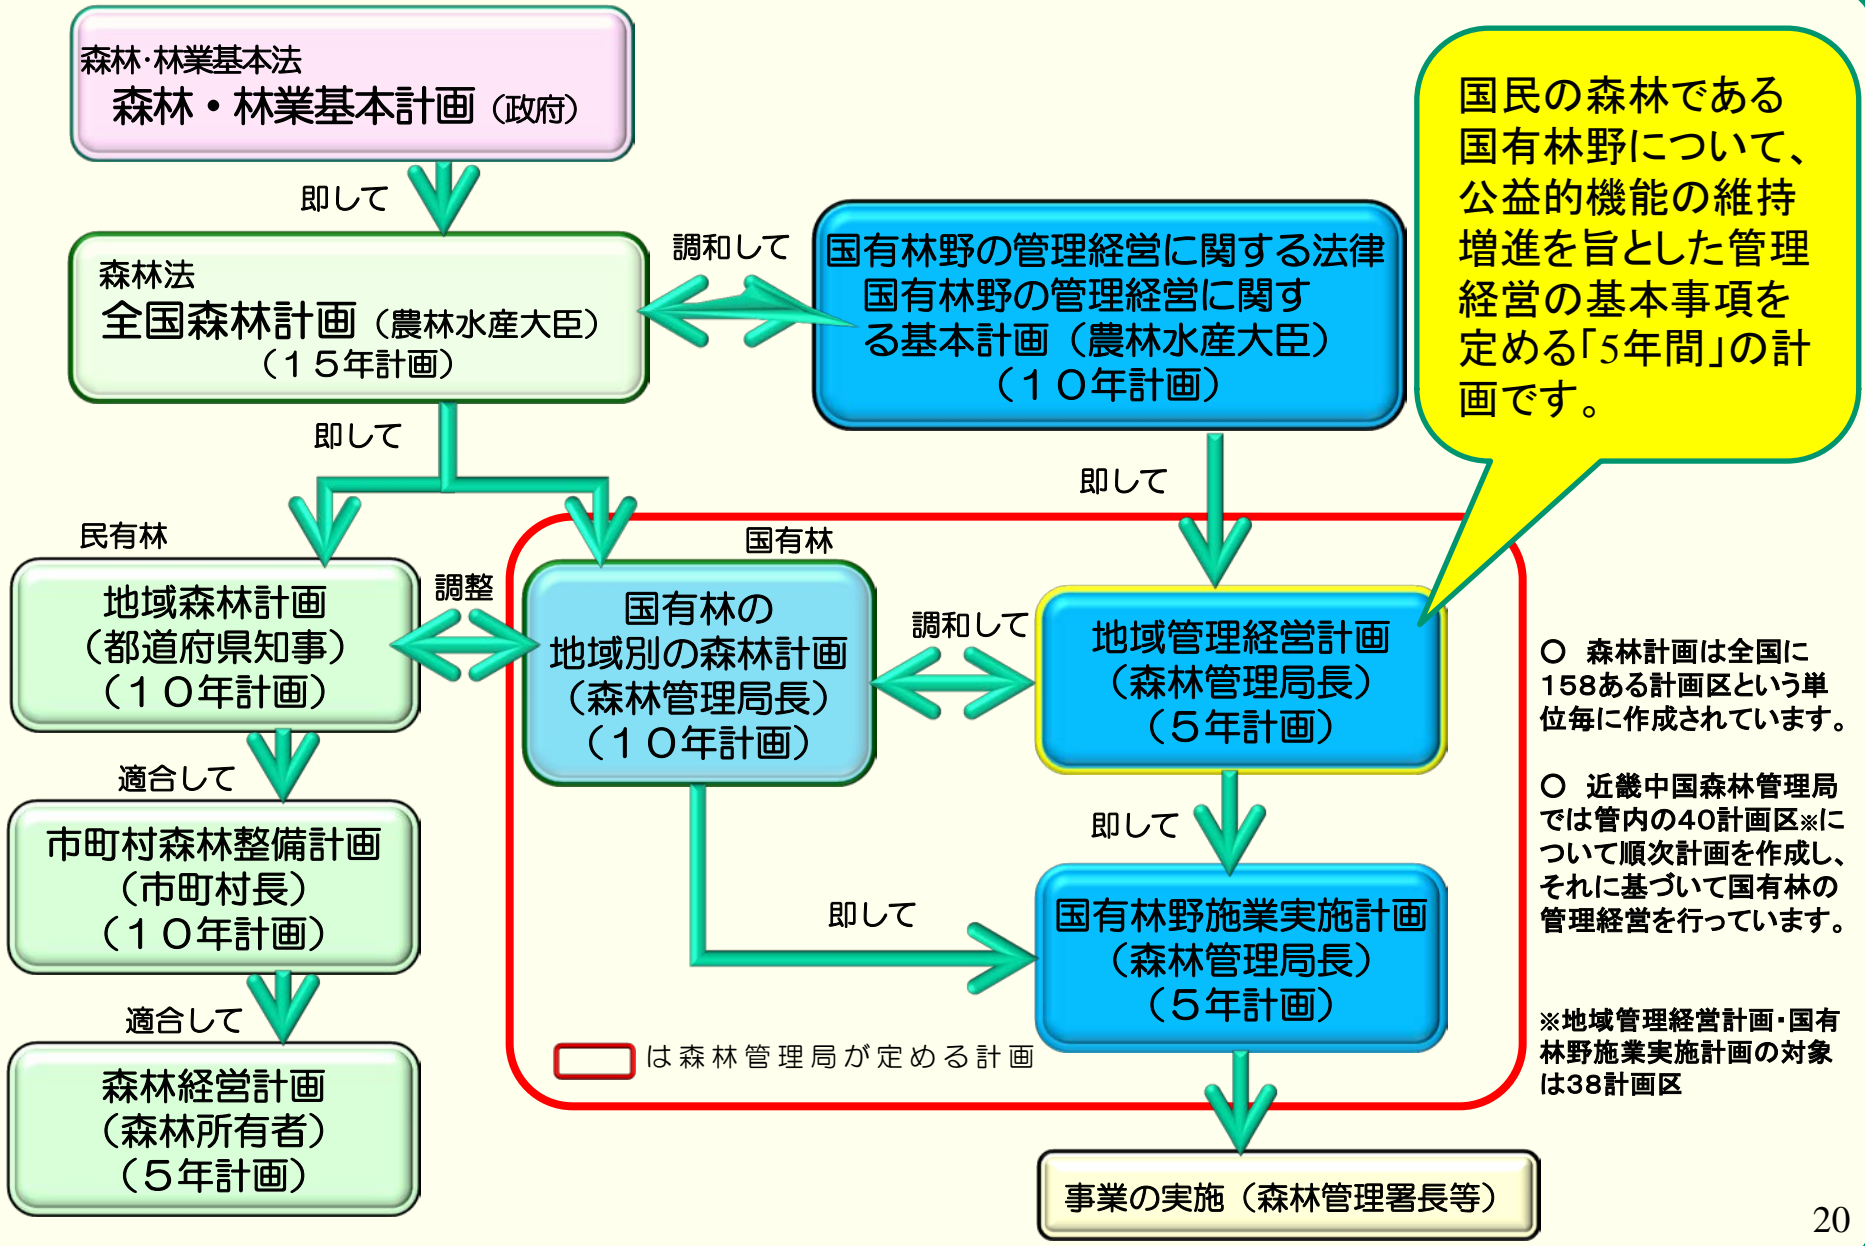 森林・林業基本法
森林・林業基本計画（政府）
即して
森林法
全国森林計画（農林水産大臣）
（１５年計画）
調和して
国有林野の管理経営に関する法律
国有林野の管理経営に関す
る基本計画（農林水産大臣）
（１０年計画）
国民の森林である
国有林野について、
公益的機能の維持
増進を旨とした管理
経営の基本事項を
定める「5年間」の計
画です。
即して
即して
民有林
国有林
地域森林計画
（都道府県知事）
（１０年計画）
調整
国有林の
地域別の森林計画
（森林管理局長）
（１０年計画）
調和して
地域管理経営計画
（森林管理局長）
（５年計画）
適合して
市町村森林整備計画
（市町村長）
（１０年計画）
即して
即して
国有林野施業実施計画
（森林管理局長）
（５年計画）
適合して
森林経営計画
（森林所有者）
（５年計画）
は森林管理局が定める計画
事業の実施（森林管理署長等）
○ 森林計画は全国に
158ある計画区という単
位毎に作成されています。
○ 近畿中国森林管理局
では管内の40計画区※に
ついて順次計画を作成し、
それに基づいて国有林の
管理経営を行っています。
※地域管理経営計画・国有
林野施業実施計画の対象
は38計画区
20